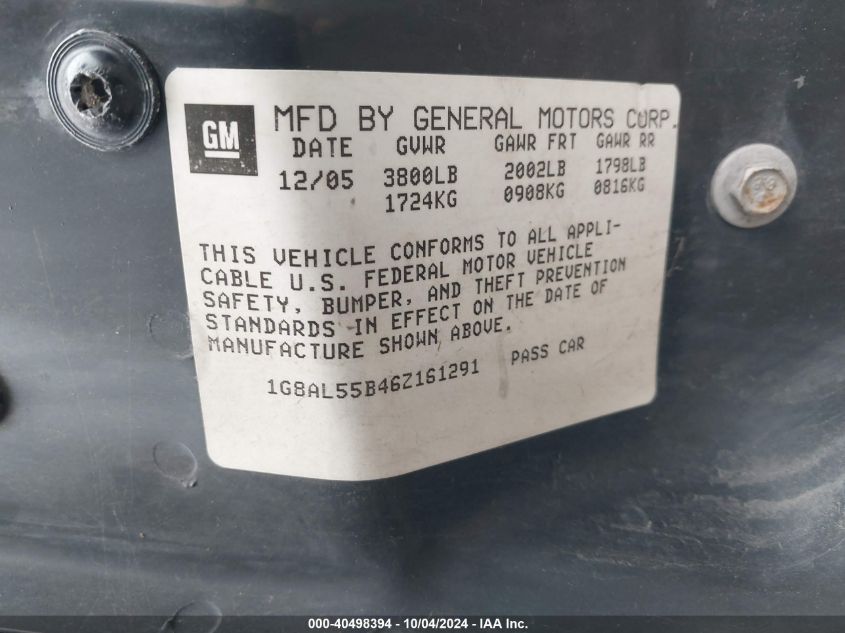 GM
MFD BY GENERAL MOTORS CORP.
DATE GVWR GAWR FRT GAWR RR
12/05 3800LB 2002LB 1798LB
1724KG 0908KG 0816KG
THIS VEHICLE CONFORMS TO ALL APPLI-
CABLE U.S. FEDERAL MOTOR VEHICLE
SAFETY, BUMPER, AND THEFT PREVENTION
STANDARDS IN EFFECT ON THE DATE OF
MANUFACTURE SHOWN ABOVE.
1G8AL55B46Z161291 PASS CAR
000-40498394 - 10/04/2024 - IAA Inc.